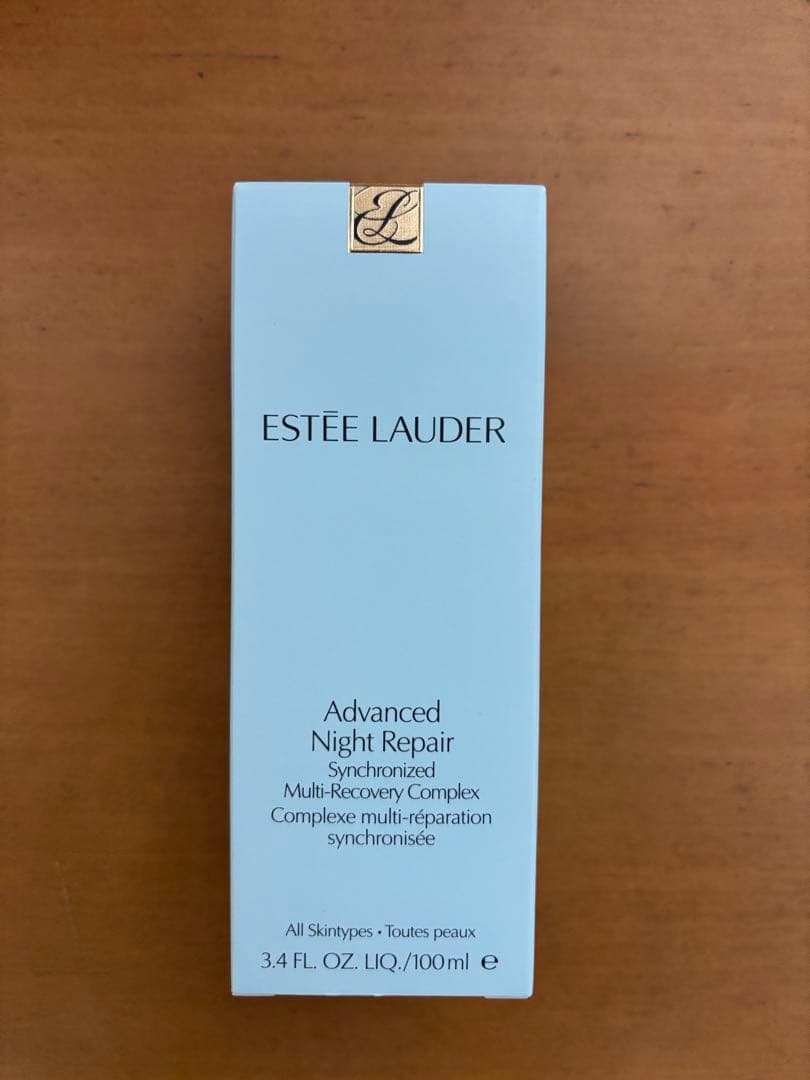 EL
ESTĒE LAUDER
Advanced
Night Repair
Synchronized
Multi-Recovery Complex
Complexe multi-réparation
synchronisée
All Skintypes • Toutes peaux
3.4 FL. OZ. LIQ./100 ml ℮